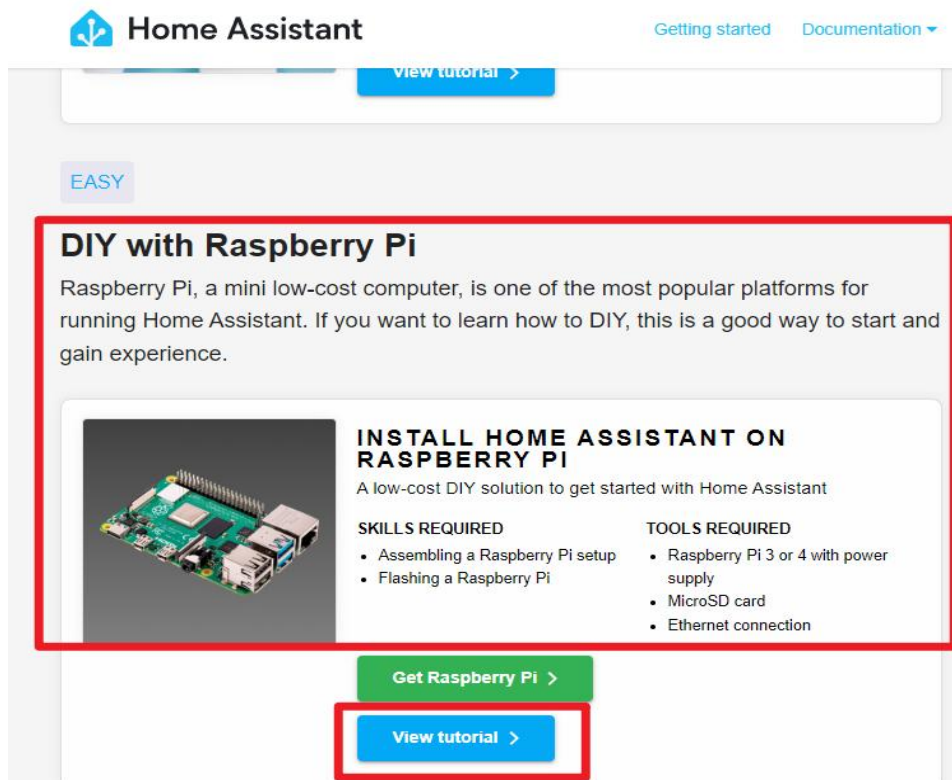 Home Assistant
Getting started
Documentation
View tutorial >
EASY
DIY with Raspberry Pi
Raspberry Pi, a mini low-cost computer, is one of the most popular platforms for
running Home Assistant. If you want to learn how to DIY, this is a good way to start and
gain experience.
INSTALL HOME ASSISTANT ON
RASPBERRY PI
A low-cost DIY solution to get started with Home Assistant
SKILLS REQUIRED
• Assembling a Raspberry Pi setup
• Flashing a Raspberry Pi
TOOLS REQUIRED
• Raspberry Pi 3 or 4 with power
supply
• MicroSD card
• Ethernet connection
Get Raspberry Pi >
View tutorial >